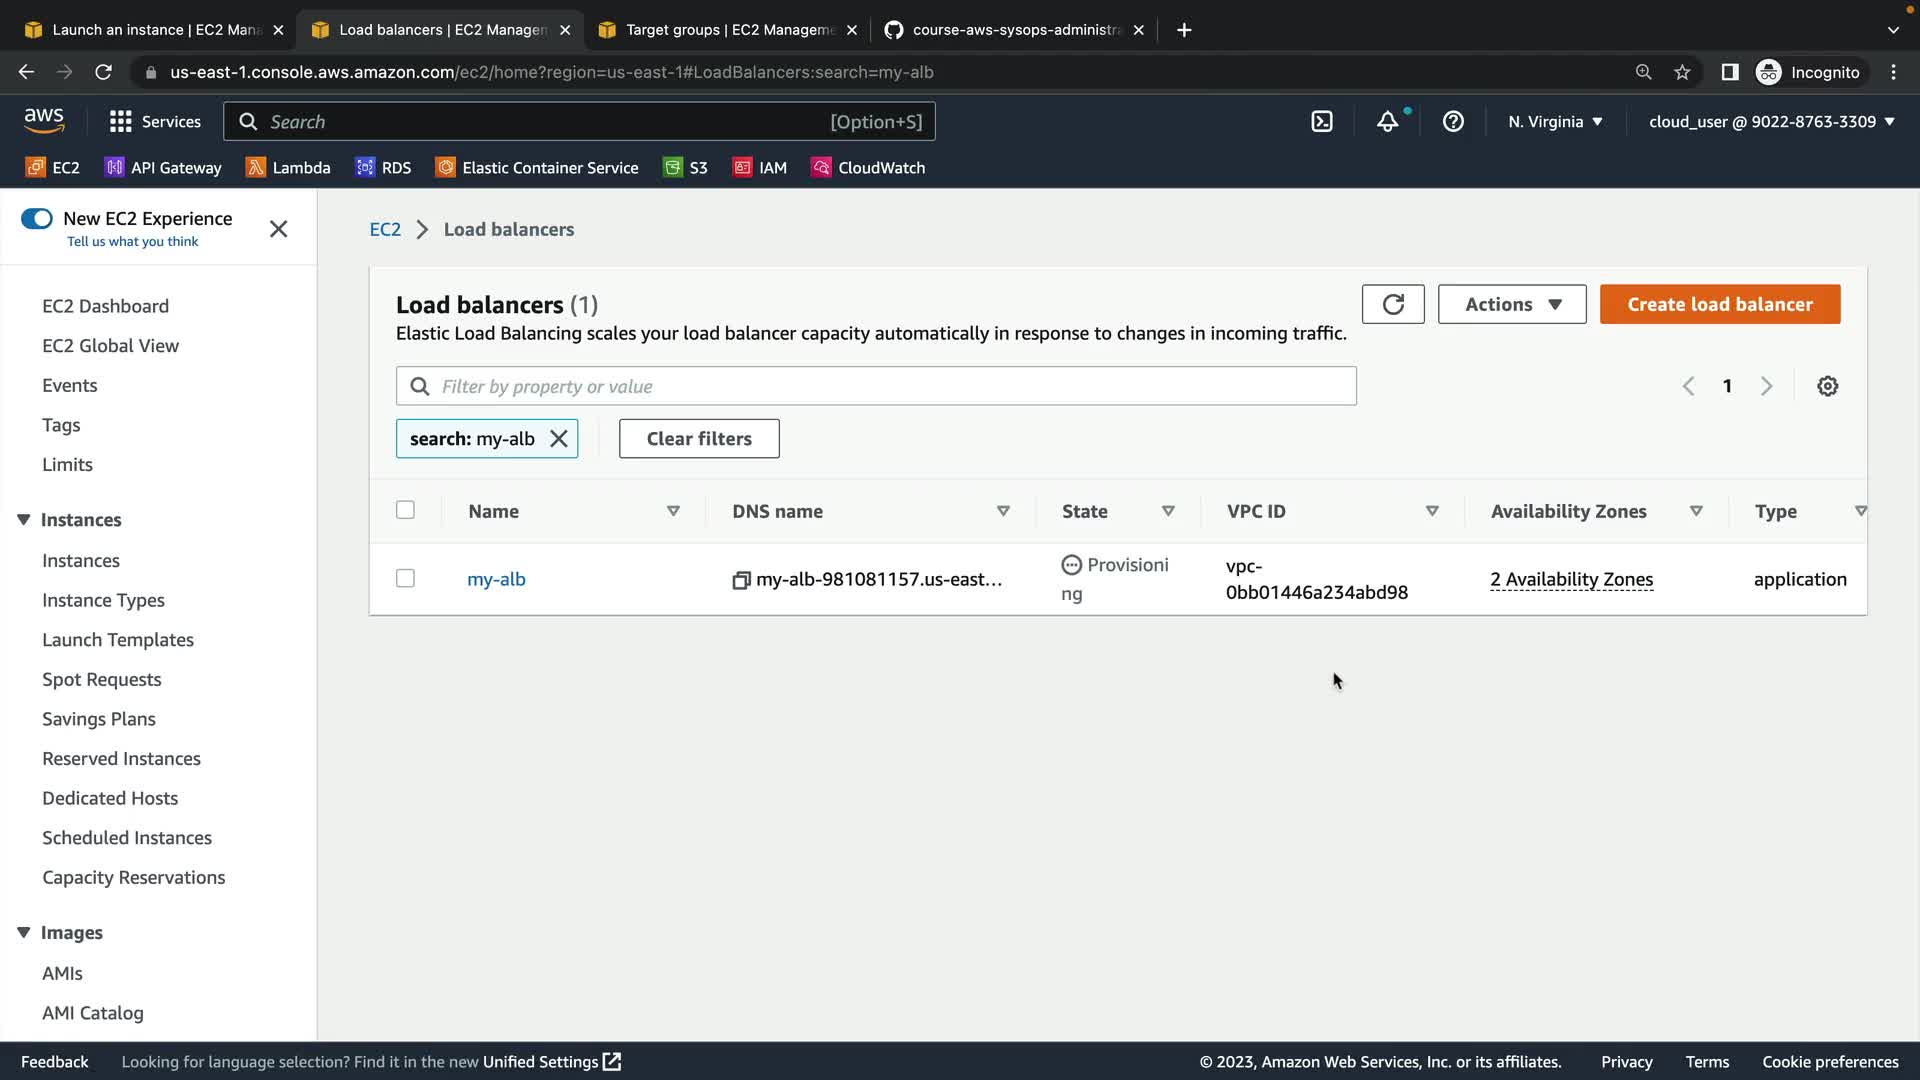 Launch an instance | EC2 Mana
Load balancers | EC2 Managem
Target groups | EC2 Manageme
course-aws-sysops-administra
us-east-1.console.aws.amazon.com/ec2/home?region=us-east-1#LoadBalancers:search=my-alb
Incognito
aws
Services
Search
[Option+S]
N. Virginia
cloud_user @ 9022-8763-3309
EC2
API Gateway
Lambda
RDS
Elastic Container Service
S3
IAM
CloudWatch
New EC2 Experience
Tell us what you think
EC2 Dashboard
EC2 Global View
Events
Tags
Limits
Instances
Instances
Instance Types
Launch Templates
Spot Requests
Savings Plans
Reserved Instances
Dedicated Hosts
Scheduled Instances
Capacity Reservations
Images
AMIs
AMI Catalog
EC2
Load balancers
Load balancers (1)
Elastic Load Balancing scales your load balancer capacity automatically in response to changes in incoming traffic.
Actions
Create load balancer
Filter by property or value
1
search: my-alb
Clear filters
Name
DNS name
State
VPC ID
Availability Zones
Type
my-alb
my-alb-981081157.us-east...
Provisioni
ng
vpc-
0bb01446a234abd98
2 Availability Zones
application
Feedback
Looking for language selection? Find it in the new Unified Settings
© 2023, Amazon Web Services, Inc. or its affiliates.
Privacy
Terms
Cookie preferences